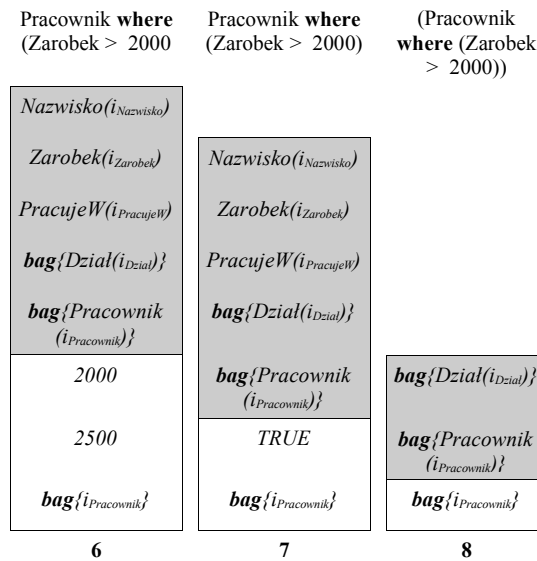 Pracownik where
(Zarobek > 2000
Pracownik where
(Zarobek > 2000)
(Pracownik
where (Zarobek
> 2000))
Nazwisko(iNazwisko)
Zarobek(iZarobek)
PracujeW(iPracujeW)
bag{Dział(iDział)}
bag{Pracownik
(iPracownik)}
2000
2500
bag{iPracownik}
6
Nazwisko(iNazwisko)
Zarobek(iZarobek)
PracujeW(iPracujeW)
bag{Dział(iDział)}
bag{Pracownik
(iPracownik)}
TRUE
bag{iPracownik}
7
bag{Dział(iDział)}
bag{Pracownik
(iPracownik)}
bag{iPracownik}
8